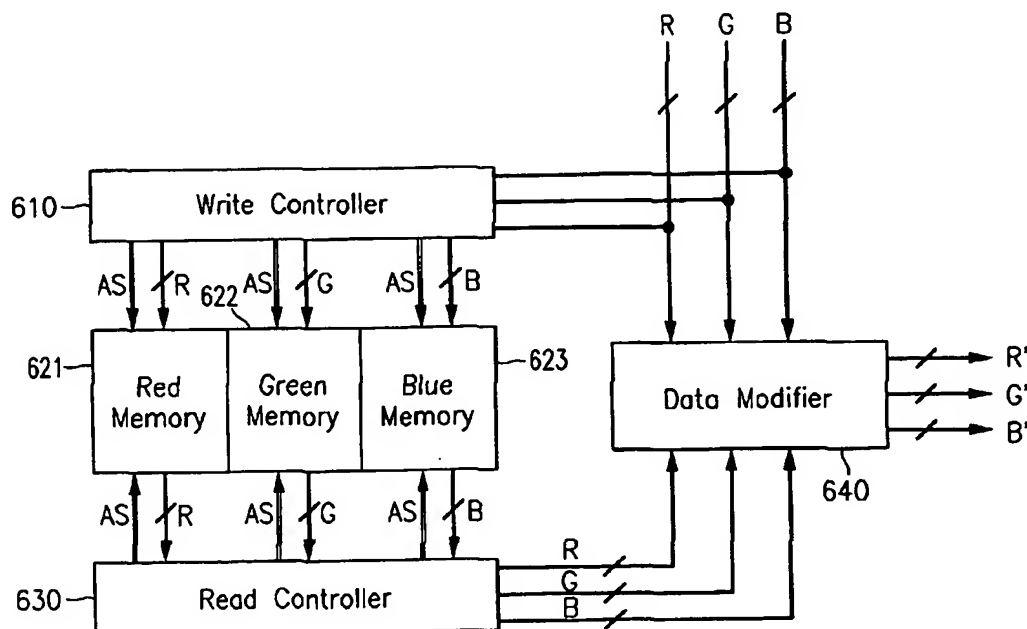 R G B
610 Write Controller
AS R AS G AS B
622
621 623
Red Memory
Green Memory
Blue Memory
Data Modifier
R'
G'
B'
640
AS R AS G AS B
R
G
B
630 Read Controller